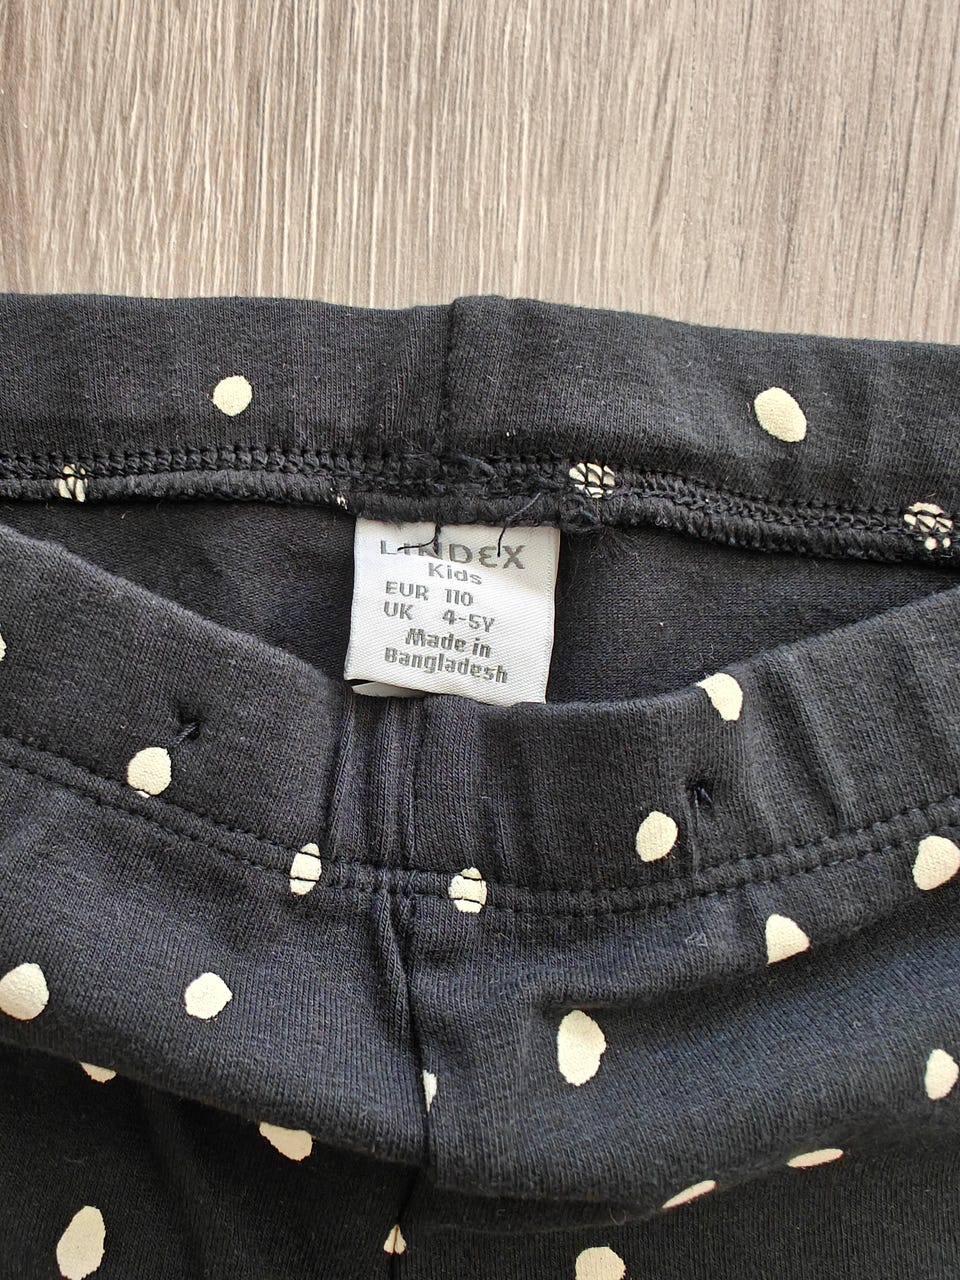 LINDEX
Kids
EUR 110
UK 4-5Y
Made in
Bangladesh